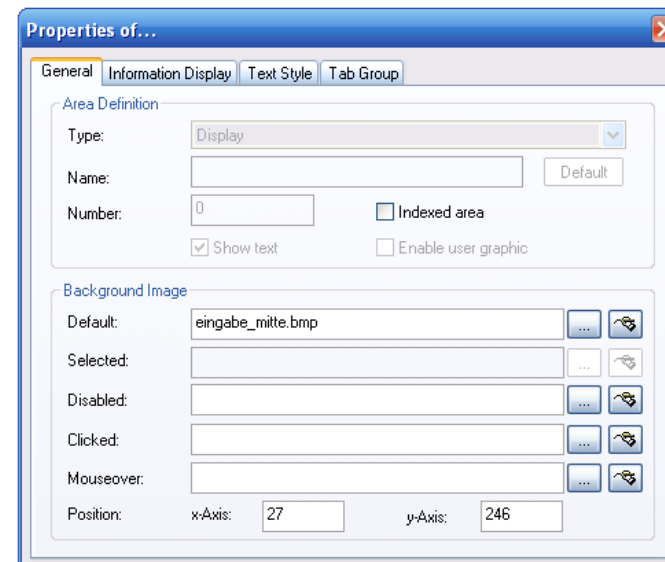 Properties of...
General Information Display Text Style Tab Group
Area Definition
Type: Display
Name: Default
Number: 0 Indexed area
Show text Enable user graphic
Background Image
Default: eingabe_mitte.bmp ...
Selected: ...
Disabled: ...
Clicked: ...
Mouseover: ...
Position: x-Axis: 27 y-Axis: 246